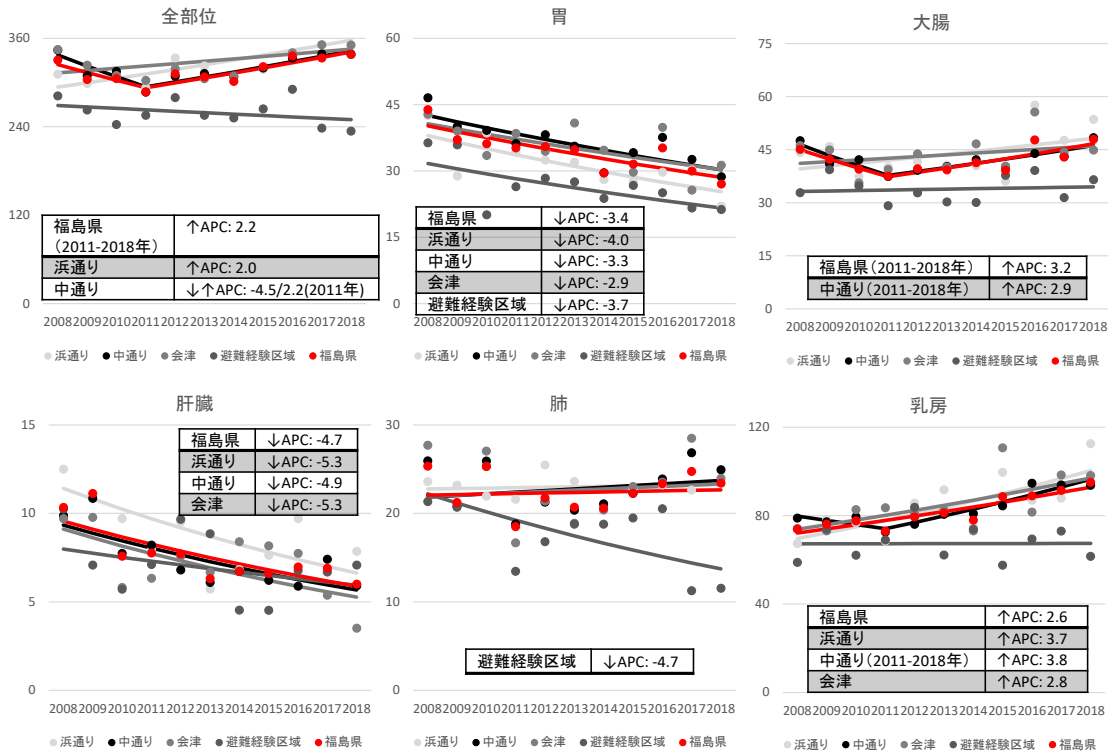 全部位
360
240
120
0
福島県
(2011-2018年) ↑APC: 2.2
浜通り ↑APC: 2.0
中通り ↓↑APC: -4.5/2.2(2011年)
2008 2009 2010 2011 2012 2013 2014 2015 2016 2017 2018
浜通り 中通り 会津 避難経験区域 福島県
胃
45
30
15
0
福島県 ↓APC: -3.4
浜通り ↓APC: -4.0
中通り ↓APC: -3.3
会津 ↓APC: -2.9
避難経験区域 ↓APC: -3.7
2008 2009 2010 2011 2012 2013 2014 2015 2016 2017 2018
浜通り 中通り 会津 避難経験区域 福島県
大腸
75
60
45
30
15
0
福島県(2011-2018年) ↑APC: 3.2
中通り(2011-2018年) ↑APC: 2.9
2008 2009 2010 2011 2012 2013 2014 2015 2016 2017 2018
浜通り 中通り 会津 避難経験区域 福島県
肝臓
15
10
5
0
福島県 ↓APC: -4.7
浜通り ↓APC: -5.3
中通り ↓APC: -4.9
会津 ↓APC: -5.3
2008 2009 2010 2011 2012 2013 2014 2015 2016 2017 2018
浜通り 中通り 会津 避難経験区域 福島県
肺
30
20
10
0
避難経験区域 ↓APC: -4.7
2008 2009 2010 2011 2012 2013 2014 2015 2016 2017 2018
浜通り 中通り 会津 避難経験区域 福島県
乳房
120
80
40
0
福島県 ↑APC: 2.6
浜通り ↑APC: 3.7
中通り(2011-2018年) ↑APC: 3.8
会津 ↑APC: 2.8
2008 2009 2010 2011 2012 2013 2014 2015 2016 2017 2018
浜通り 中通り 会津 避難経験区域 福島県